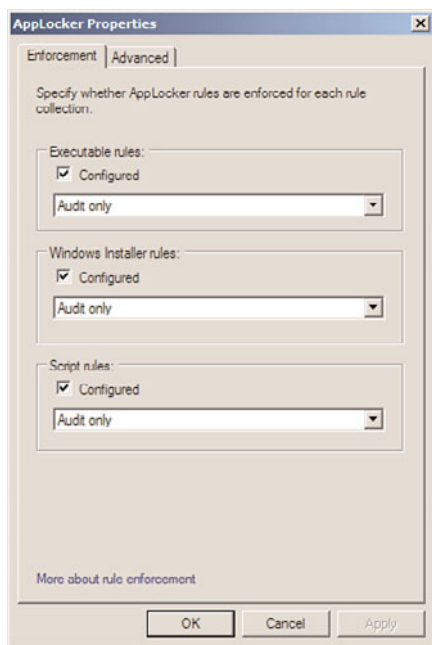 AppLocker Properties
Enforcement
Advanced
Specify whether AppLocker rules are enforced for each rule
collection.
Executable rules:
Configured
Audit only
Windows Installer rules:
Configured
Audit only
Script rules:
Configured
Audit only
More about rule enforcement
OK
Cancel
Apply